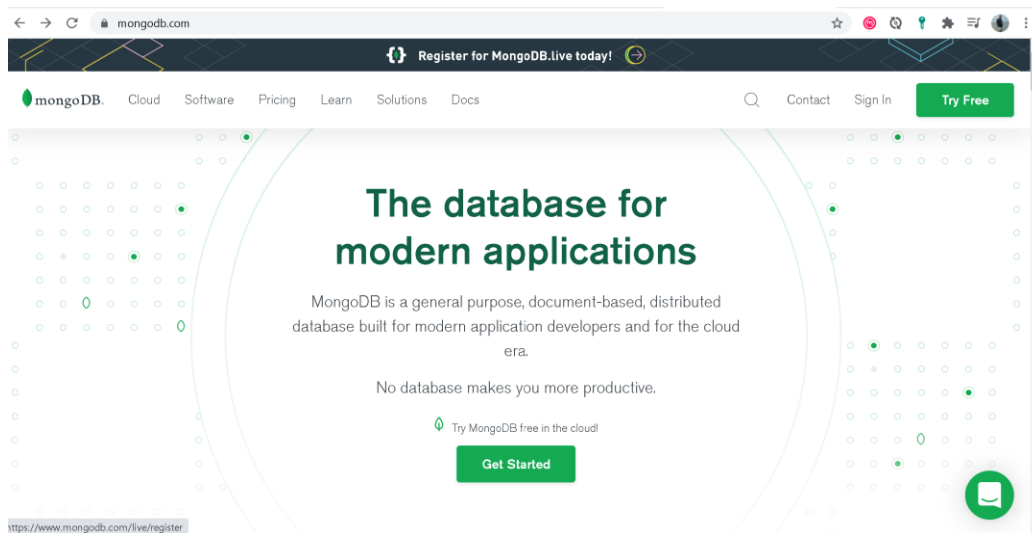 mongodb.com
Register for MongoDB.live today!
mongoDB. Cloud Software Pricing Learn Solutions Docs Contact Sign In Try Free
The database for
modern applications
MongoDB is a general purpose, document-based, distributed
database built for modern application developers and for the cloud
era.
No database makes you more productive.
Try MongoDB free in the cloud!
Get Started
https://www.mongodb.com/live/register